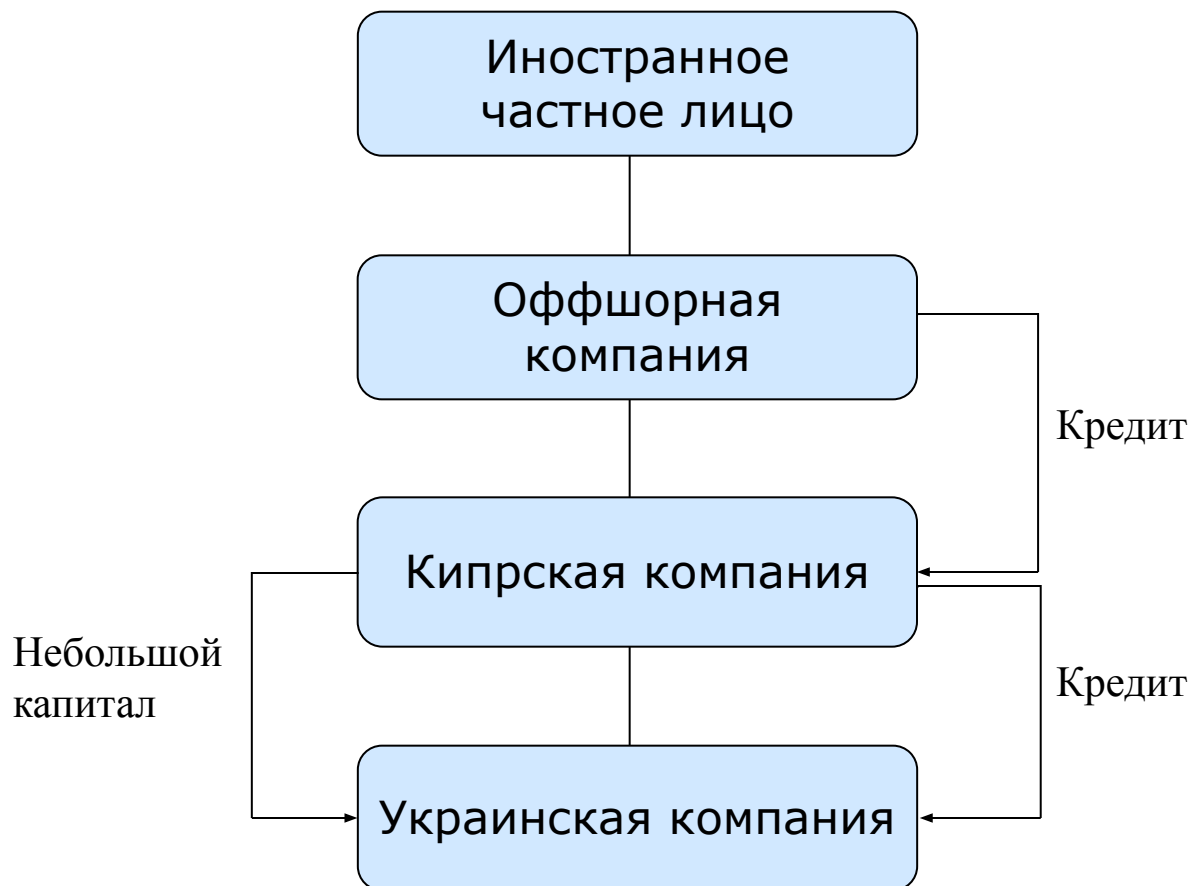 Иностранное
частное лицо
Оффшорная
компания
Кредит
Кипрская компания
Небольшой
капитал
Кредит
Украинская компания